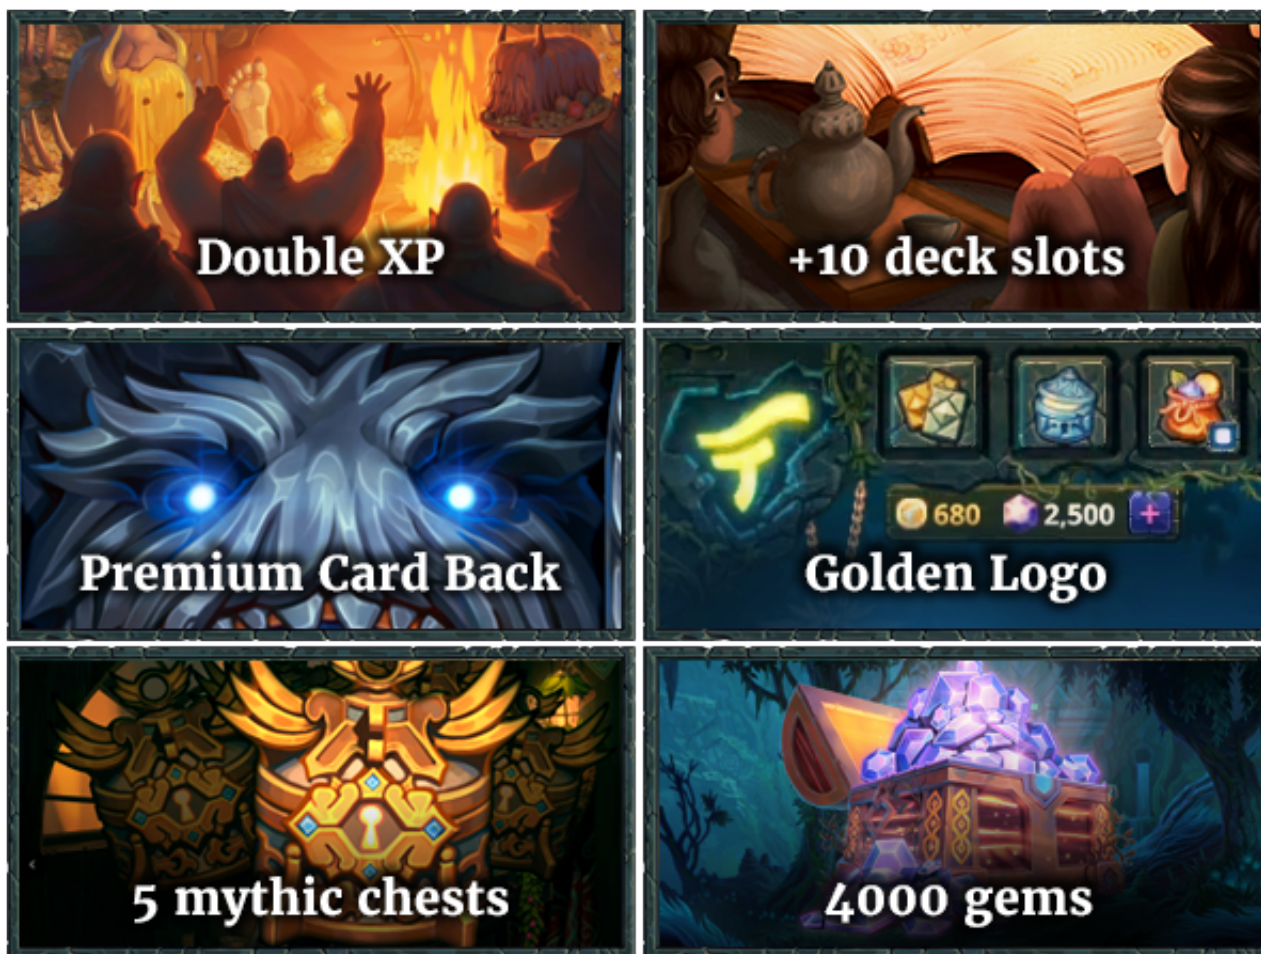 Double XP
+10 deck slots
Premium Card Back
680 2,500 +
Golden Logo
5 mythic chests
4000 gems